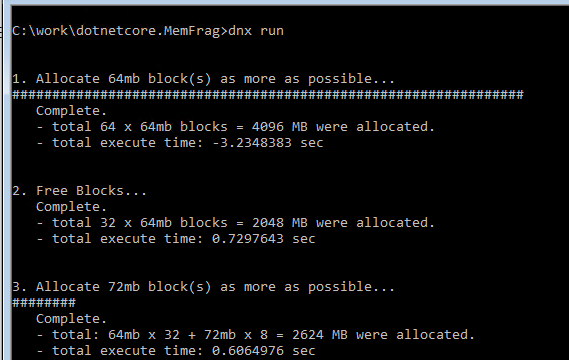 C:\work\dotnetcore.MemFrag>dnx run
1. Allocate 64mb block(s) as more as possible...
################################################################
Complete.
- total 64 x 64mb blocks = 4096 MB were allocated.
- total execute time: -3.2348383 sec
2. Free Blocks...
Complete.
- total 32 x 64mb blocks = 2048 MB were allocated.
- total execute time: 0.7297643 sec
3. Allocate 72mb block(s) as more as possible...
########
Complete.
- total: 64mb x 32 + 72mb x 8 = 2624 MB were allocated.
- total execute time: 0.6064976 sec